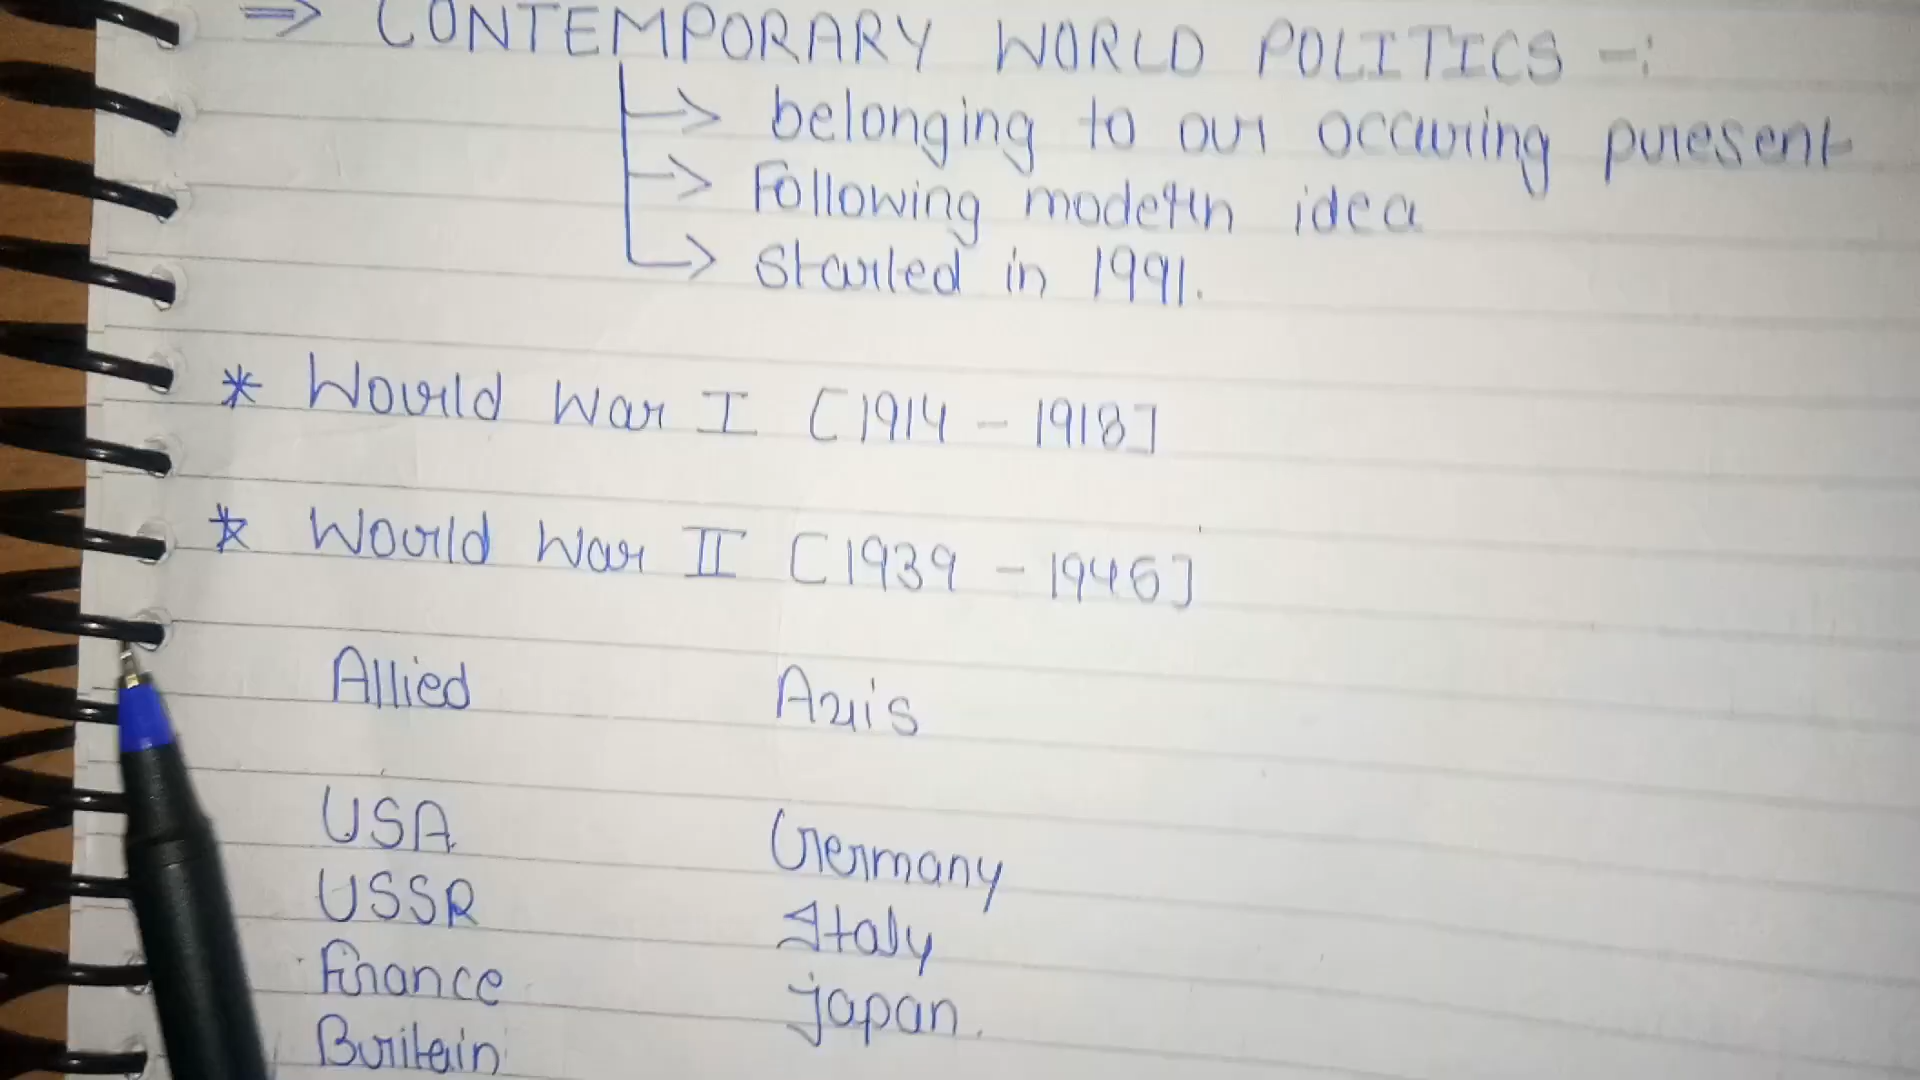 ⇒ CONTEMPORARY WORLD POLITICS -:
→ belonging to our occuring present
→ Following modern idea
→ Started in 1991.
* World War I [1914 - 1918]
* World War II [1939 - 1945]
Allied Axis
USA Germany
USSR Italy
France Japan.
Britain